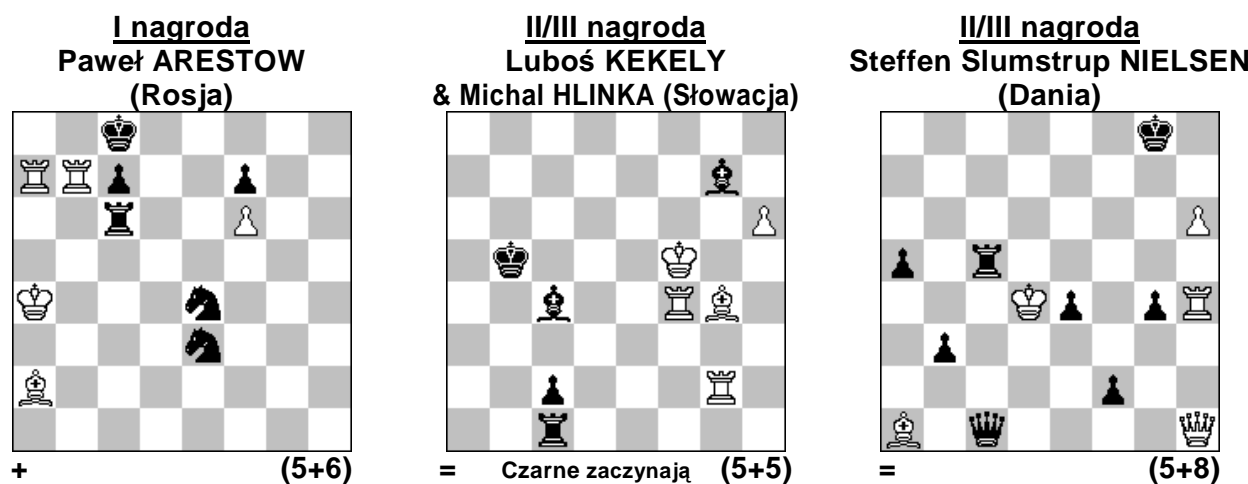 I nagroda
Paweł ARESTOW
(Rosja)
+ (5+6)
II/III nagroda
Luboś KEKELY
& Michal HLINKA (Słowacja)
= Czarne zaczynają (5+5)
II/III nagroda
Steffen Slumstrup NIELSEN
(Dania)
= (5+8)